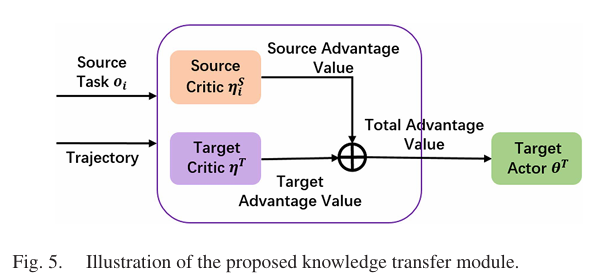 Source
Task oᵢ
Trajectory
Source
Critic ηᵢˢ
Target
Critic ηᵀ
Source Advantage
Value
Target
Advantage Value
Total Advantage
Value
Target
Actor θᵀ
Fig. 5. Illustration of the proposed knowledge transfer module.